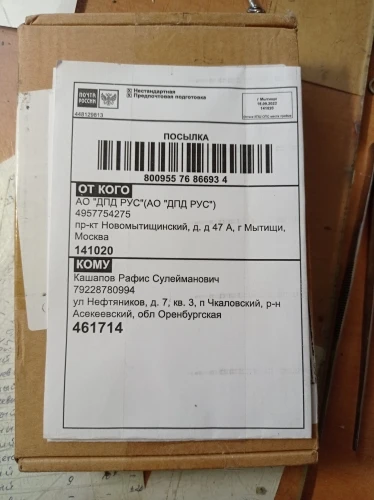 ПОЧТА
РОССИИ
Нестандартная
Предпочтовая подготовка
г Мытищи
141020
448129813
ПОСЫЛКА
800955 76 86693 4
ОТ КОГО
АО "ДПД РУС"(АО "ДПД РУС")
4957754275
пр-кт Новомытищинский, д. д 47 А, г Мытищи,
Москва
141020
КОМУ
Кашапов Рафис Сулейманович
79228780994
ул Нефтяников, д. 7, кв. 3, п Чкаловский, р-н
Асекеевский, обл Оренбургская
461714